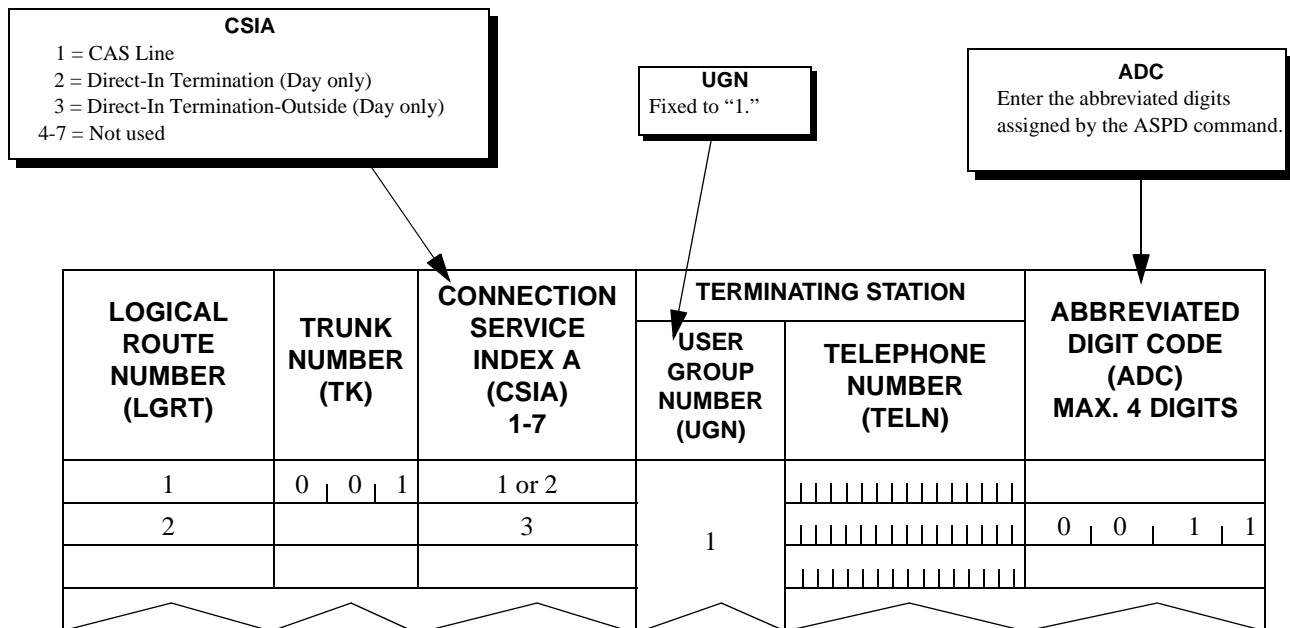 CSIA
1 = CAS Line
2 = Direct-In Termination (Day only)
3 = Direct-In Termination-Outside (Day only)
4-7 = Not used
UGN
Fixed to “1.”
ADC
Enter the abbreviated digits
assigned by the ASPD command.
LOGICAL
ROUTE
NUMBER
(LGRT)
TRUNK
NUMBER
(TK)
CONNECTION
SERVICE
INDEX A
(CSIA)
1-7
TERMINATING STATION
USER
GROUP
NUMBER
(UGN)
TELEPHONE
NUMBER
(TELN)
ABBREVIATED
DIGIT CODE
(ADC)
MAX. 4 DIGITS
1 0 0 1 1 or 2
2 3 0 0 1 1
1